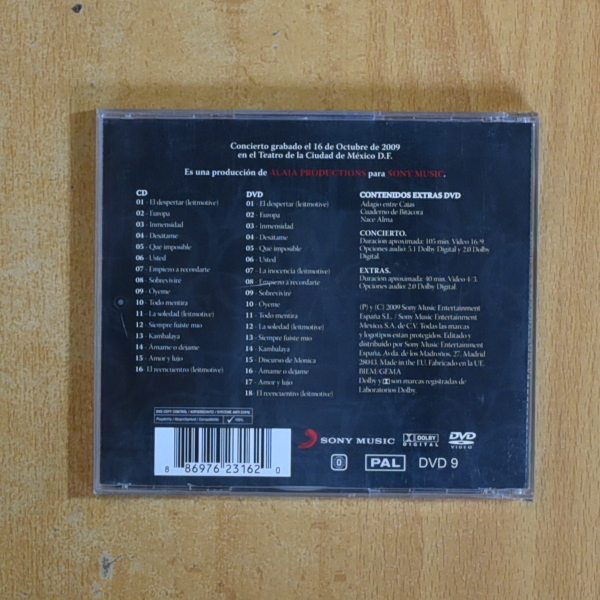 Concierto grabado el 16 de Octubre de 2009
en el Teatro de la Ciudad de México D.F.
Es una producción de ALAIA PRODUCTIONS para SONY MUSIC.
CD
01 - El despertar (leitmotive)
02 - Europa
03 - Inmensidad
04 - Desátame
05 - Que imposible
06 - Usted
07 - Empiezo a recordarte
08 - Sobreviviré
09 - Óyeme
10 - Todo mentira
11 - La soledad (leitmotive)
12 - Siempre fuiste mío
13 - Kambalaya
14 - Ámame o déjame
15 - Amor y lujo
16 - El reencuentro (leitmotive)
DVD
01 - El despertar (leitmotive)
02 - Europa
03 - Inmensidad
04 - Desátame
05 - Que imposible
06 - Usted
07 - La inocencia (leitmotive)
08 - Empiezo a recordarte
09 - Sobreviviré
10 - Óyeme
11 - Todo mentira
12 - La soledad (leitmotive)
13 - Siempre fuiste mío
14 - Kambalaya
15 - Discurso de Mónica
16 - Ámame o déjame
17 - Amor y lujo
18 - El reencuentro (leitmotive)
CONTENIDOS EXTRAS DVD
Adagio entre Cajas
Cuaderno de Bitácora
Nace Alma
CONCIERTO.
Duración aproximada: 105 min. Video 16/9
Opciones audio: 5.1 Dolby Digital y 2.0 Dolby
Digital.
EXTRAS.
Duración aproximada: 40 min. Video 4/3.
Opciones audio: 2.0 Dolby Digital.
(P) y (C) 2009 Sony Music Entertainment
España S.L. / Sony Music Entertainment
Mexico, S.A. de C.V. Todas las marcas
y logotipos están protegidos. Editado y
distribuido por Sony Music Entertainment
España, Avda. de los Madroños, 27. Madrid
28043. Made in the E.U. Fabricado en la UE.
BIEM/GEMA
Dolby y son marcas registradas de
Laboratorios Dolby.
100%
8 86976 23162 0
SONY MUSIC
DOLBY
DIGITAL
DVD
VIDEO
0
PAL
DVD 9